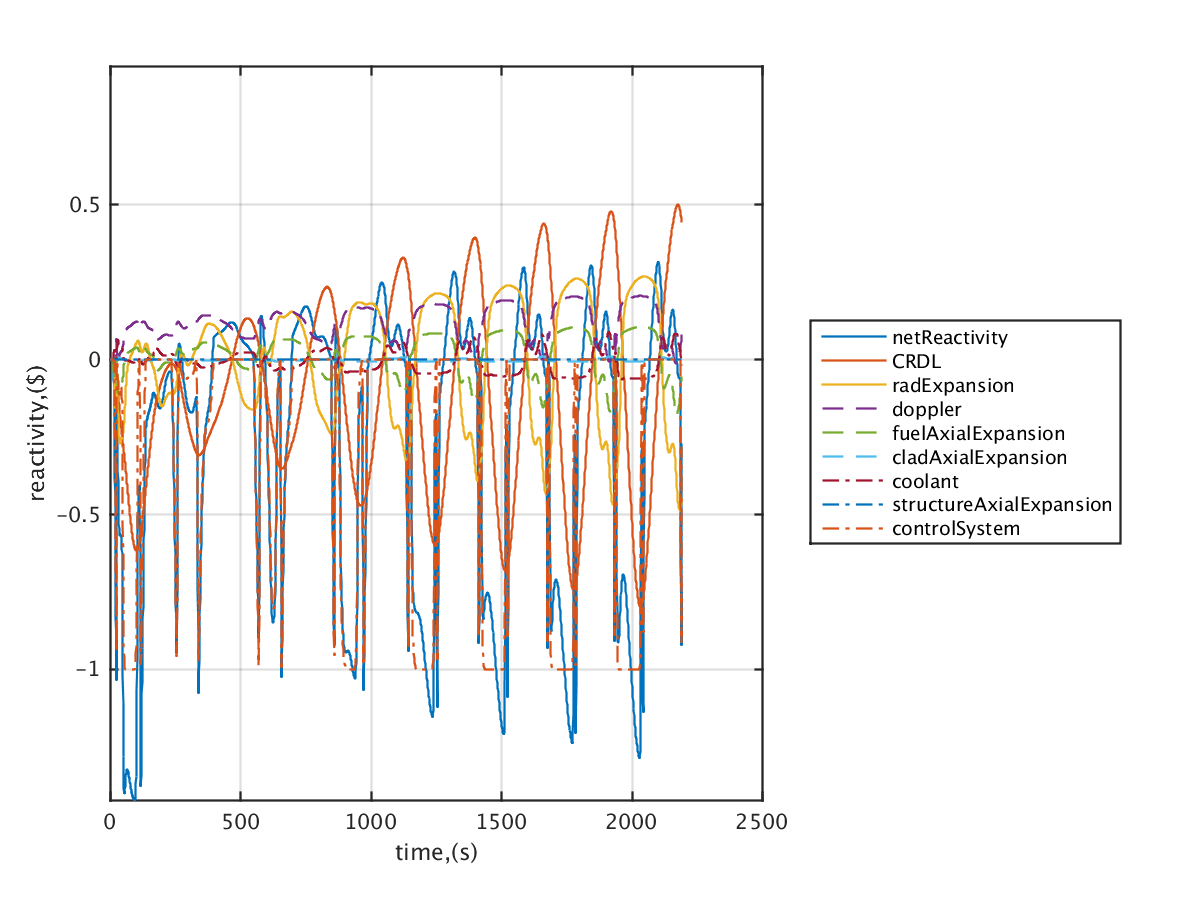 0.5
0
−0.5
−1
reactivity,($)
0 500 1000 1500 2000 2500
time,(s)
netReactivity
CRDL
radExpansion
doppler
fuelAxialExpansion
cladAxialExpansion
coolant
structureAxialExpansion
controlSystem